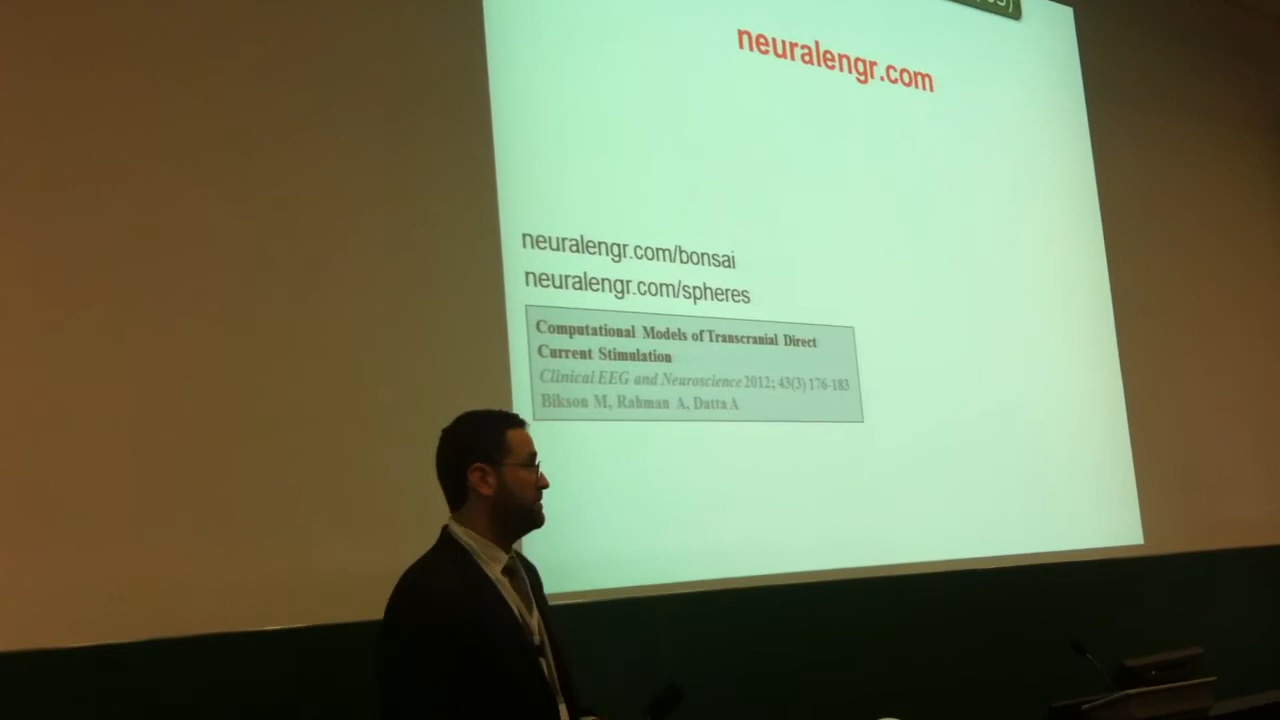 neuralengr.com
neuralengr.com/bonsai
neuralengr.com/spheres
Computational Models of Transcranial Direct
Current Stimulation
Clinical EEG and Neuroscience 2012; 43(3) 176-183
Bikson M, Rahman A, Datta A